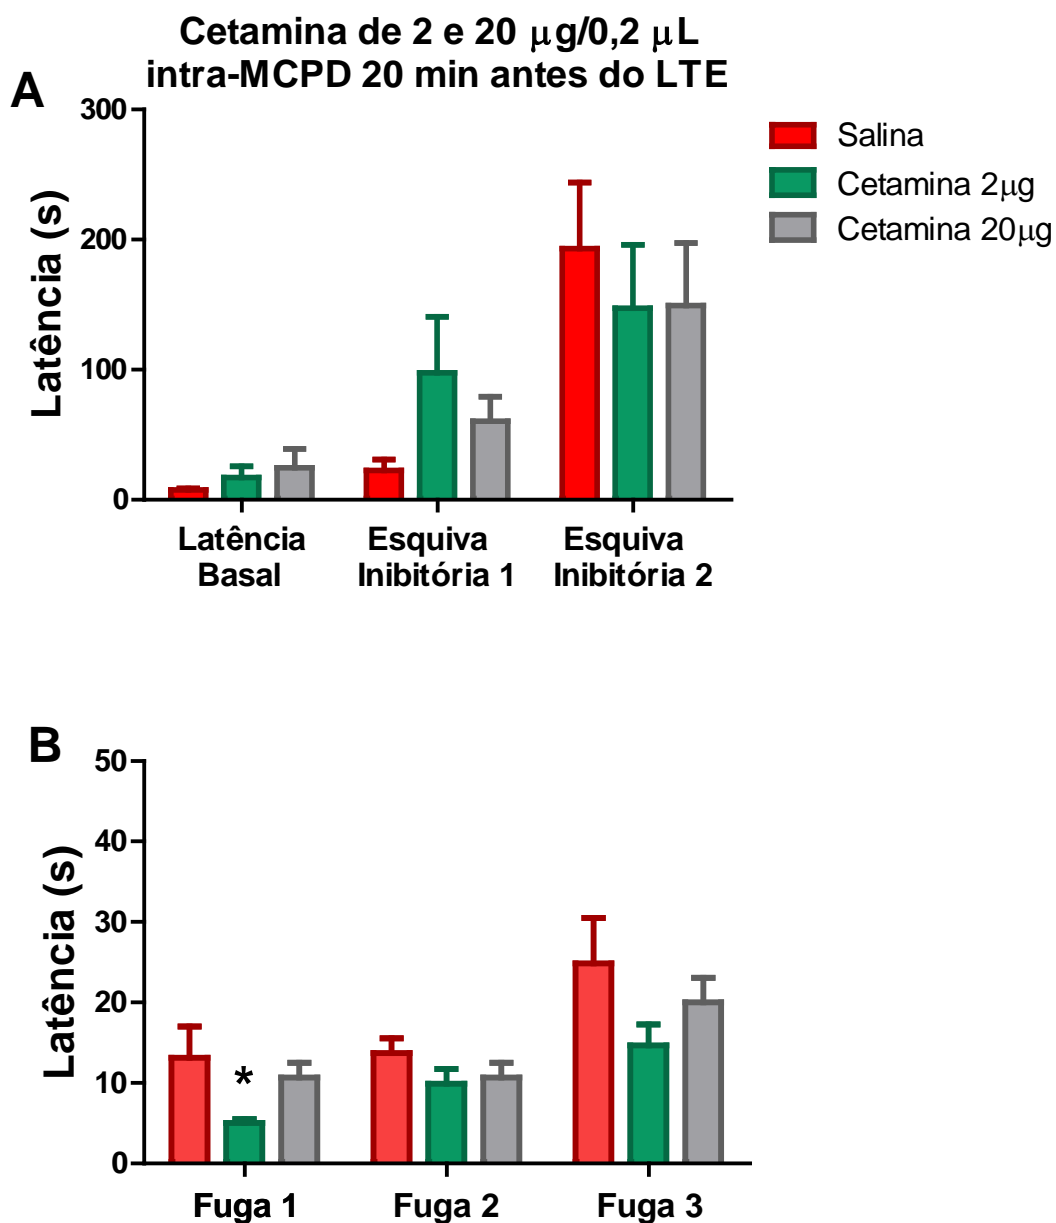 Cetamina de 2 e 20 μg/0,2 μL
intra-MCPD 20 min antes do LTE
A
300
200
100
0
Latência (s)
Salina
Cetamina 2μg
Cetamina 20μg
Latência
Basal
Esquiva
Inibitória 1
Esquiva
Inibitória 2
B
50
40
30
20
10
0
Latência (s)
*
Fuga 1
Fuga 2
Fuga 3